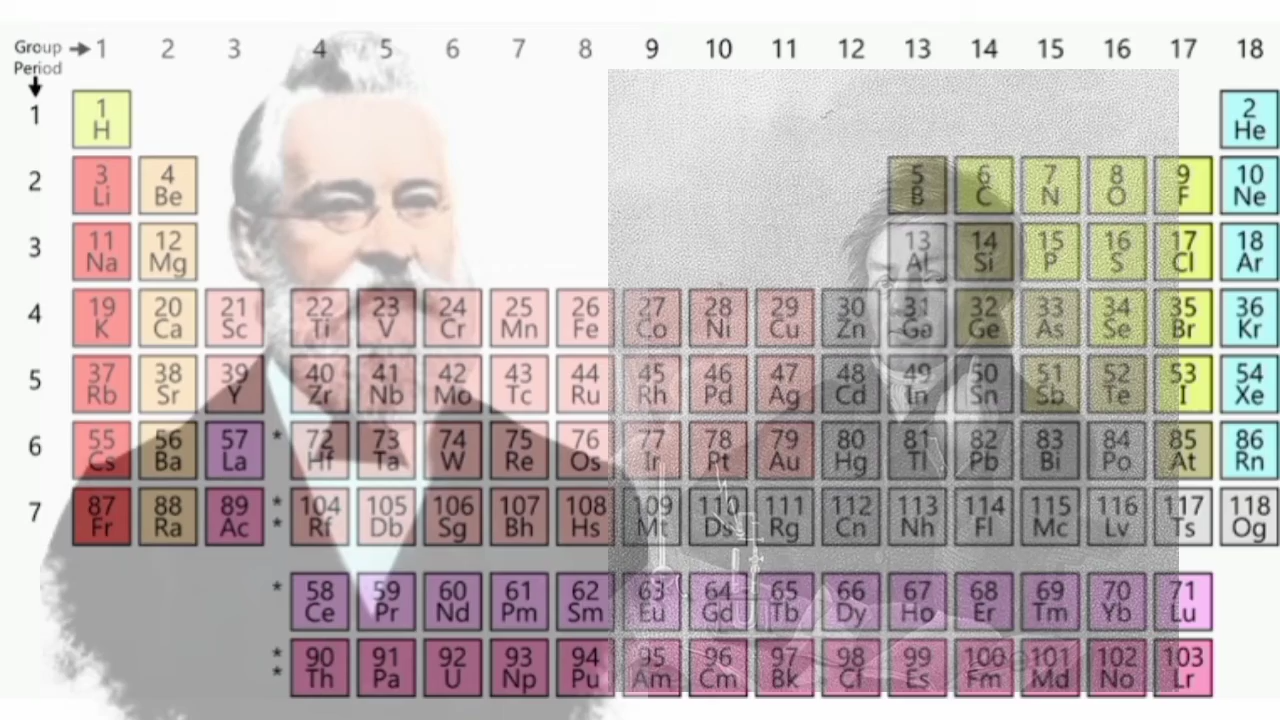 Group → 1 2 3 4 5 6 7 8 9 10 11 12 13 14 15 16 17 18
Period
1 1 2
H He
2 3 4 5 6 7 8 9 10
Li Be B C N O F Ne
3 11 12 13 14 15 16 17 18
Na Mg Al Si P S Cl Ar
4 19 20 21 22 23 24 25 26 27 28 29 30 31 32 33 34 35 36
K Ca Sc Ti V Cr Mn Fe Co Ni Cu Zn Ga Ge As Se Br Kr
5 37 38 39 40 41 42 43 44 45 46 47 48 49 50 51 52 53 54
Rb Sr Y Zr Nb Mo Tc Ru Rh Pd Ag Cd In Sn Sb Te I Xe
6 55 56 57 * 72 73 74 75 76 77 78 79 80 81 82 83 84 85 86
Cs Ba La Hf Ta W Re Os Ir Pt Au Hg Tl Pb Bi Po At Rn
7 87 88 89 * 104 105 106 107 108 109 110 111 112 113 114 115 116 117 118
Fr Ra Ac * Rf Db Sg Bh Hs Mt Ds Rg Cn Nh Fl Mc Lv Ts Og
* 58 59 60 61 62 63 64 65 66 67 68 69 70 71
Ce Pr Nd Pm Sm Eu Gd Tb Dy Ho Er Tm Yb Lu
* 90 91 92 93 94 95 96 97 98 99 100 101 102 103
* Th Pa U Np Pu Am Cm Bk Cf Es Fm Md No Lr